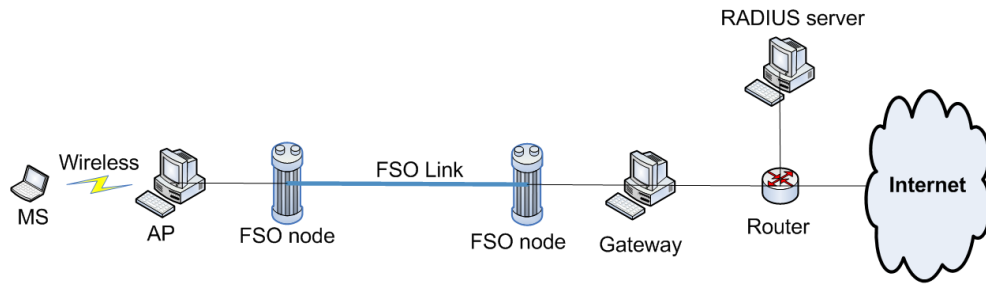 RADIUS server
Wireless
FSO Link
Internet
MS
AP
FSO node
FSO node
Gateway
Router